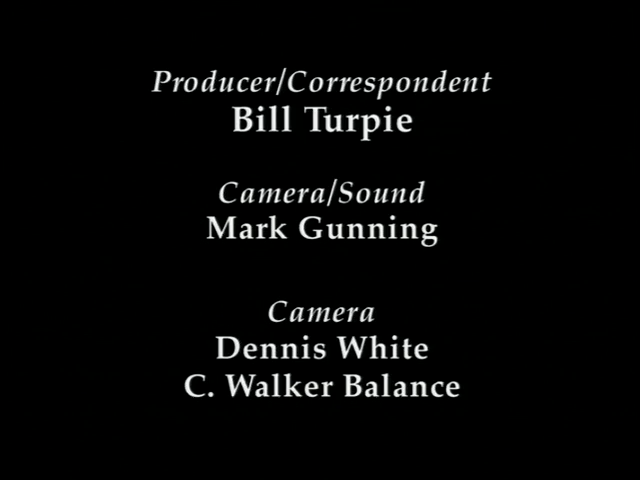 Producer/Correspondent
Bill Turpie
Camera/Sound
Mark Gunning
Camera
Dennis White
C. Walker Balance